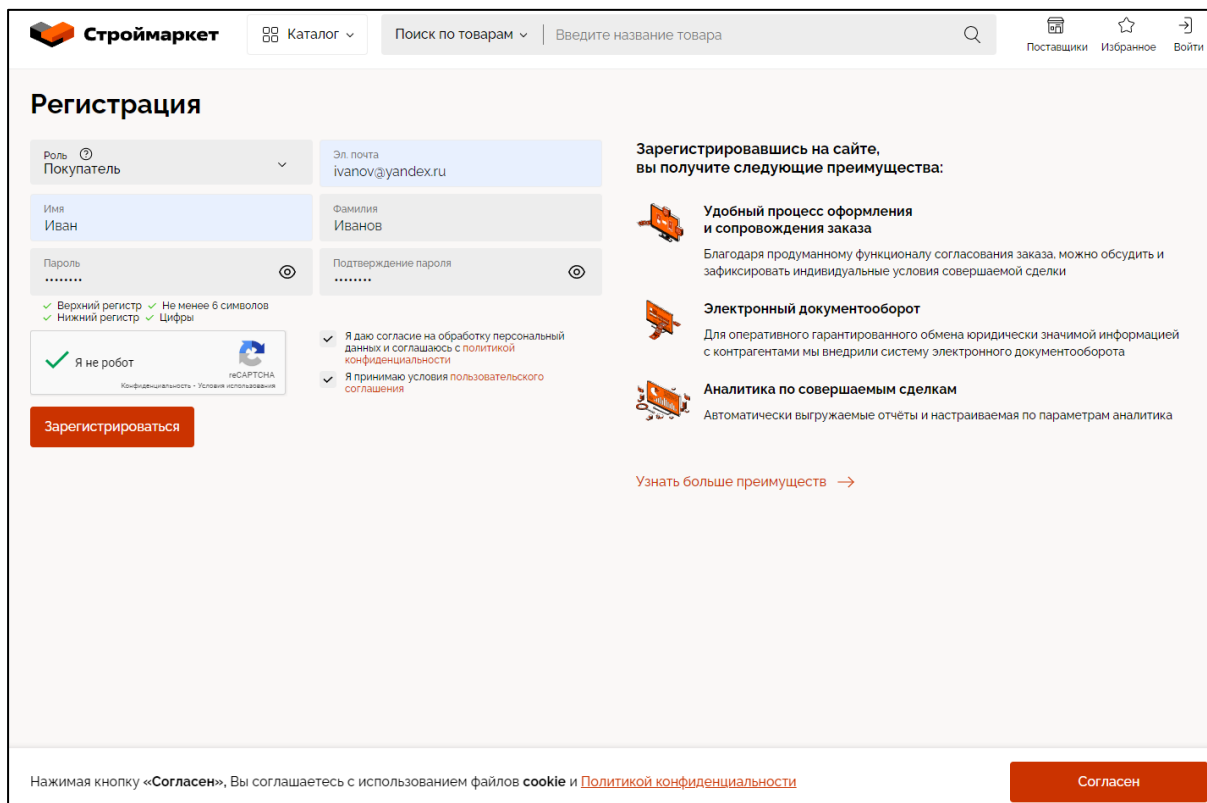 Строймаркет
Каталог
Поиск по товарам
Введите название товара
Поставщики
Избранное
Войти
Регистрация
Роль
Покупатель
Эл. почта
ivanov@yandex.ru
Имя
Иван
Фамилия
Иванов
Пароль
••••••••
Подтверждение пароля
••••••••
Верхний регистр Не менее 6 символов
Нижний регистр Цифры
Я не робот
reCAPTCHA
Конфиденциальность - Условия использования
Я даю согласие на обработку персональный
данных и соглашаюсь с политикой
конфиденциальности
Я принимаю условия пользовательского
соглашения
Зарегистрироваться
Зарегистрировавшись на сайте,
вы получите следующие преимущества:
Удобный процесс оформления
и сопровождения заказа
Благодаря продуманному функционалу согласования заказа, можно обсудить и
зафиксировать индивидуальные условия совершаемой сделки
Электронный документооборот
Для оперативного гарантированного обмена юридически значимой информацией
с контрагентами мы внедрили систему электронного документооборота
Аналитика по совершаемым сделкам
Автоматически выгружаемые отчёты и настраиваемая по параметрам аналитика
Узнать больше преимуществ →
Нажимая кнопку «Согласен», Вы соглашаетесь с использованием файлов cookie и Политикой конфиденциальности
Согласен